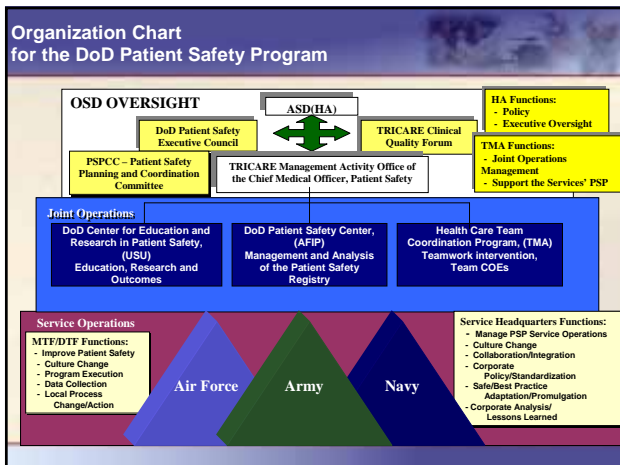 Organization Chart
for the DoD Patient Safety Program
OSD OVERSIGHT
ASD(HA)
HA Functions:
- Policy
- Executive Oversight
DoD Patient Safety
Executive Council
TRICARE Clinical
Quality Forum
TMA Functions:
- Joint Operations
Management
- Support the Services' PSP
PSPCC – Patient Safety
Planning and Coordination
Committee
TRICARE Management Activity Office of
the Chief Medical Officer, Patient Safety
Joint Operations
DoD Center for Education and
Research in Patient Safety,
(USU)
Education, Research and
Outcomes
DoD Patient Safety Center,
(AFIP)
Management and Analysis
of the Patient Safety
Registry
Health Care Team
Coordination Program, (TMA)
Teamwork intervention,
Team COEs
Service Operations
MTF/DTF Functions:
- Improve Patient Safety
- Culture Change
- Program Execution
- Data Collection
- Local Process
Change/Action
Air Force
Army
Navy
Service Headquarters Functions:
- Manage PSP Service Operations
- Culture Change
- Collaboration/Integration
- Corporate
Policy/Standardization
- Safe/Best Practice
Adaptation/Promulgation
- Corporate Analysis/
Lessons Learned